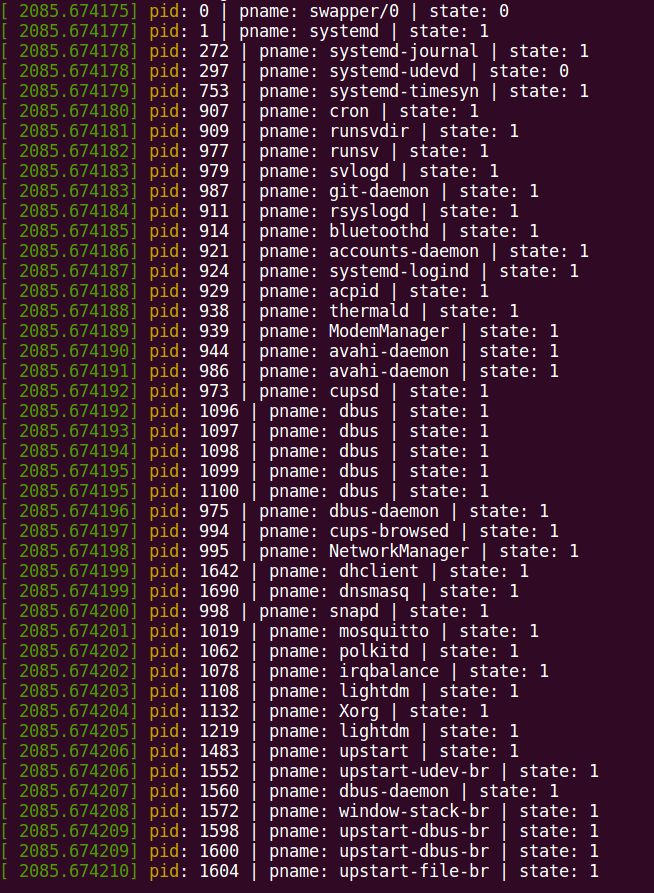 [ 2085.674175] pid: 0 | pname: swapper/0 | state: 0
[ 2085.674177] pid: 1 | pname: systemd | state: 1
[ 2085.674178] pid: 272 | pname: systemd-journal | state: 1
[ 2085.674178] pid: 297 | pname: systemd-udevd | state: 0
[ 2085.674179] pid: 753 | pname: systemd-timesyn | state: 1
[ 2085.674180] pid: 907 | pname: cron | state: 1
[ 2085.674181] pid: 909 | pname: runsvdir | state: 1
[ 2085.674182] pid: 977 | pname: runsv | state: 1
[ 2085.674183] pid: 979 | pname: svlogd | state: 1
[ 2085.674183] pid: 987 | pname: git-daemon | state: 1
[ 2085.674184] pid: 911 | pname: rsyslogd | state: 1
[ 2085.674185] pid: 914 | pname: bluetoothd | state: 1
[ 2085.674186] pid: 921 | pname: accounts-daemon | state: 1
[ 2085.674187] pid: 924 | pname: systemd-logind | state: 1
[ 2085.674188] pid: 929 | pname: acpid | state: 1
[ 2085.674188] pid: 938 | pname: thermald | state: 1
[ 2085.674189] pid: 939 | pname: ModemManager | state: 1
[ 2085.674190] pid: 944 | pname: avahi-daemon | state: 1
[ 2085.674191] pid: 986 | pname: avahi-daemon | state: 1
[ 2085.674192] pid: 973 | pname: cupsd | state: 1
[ 2085.674192] pid: 1096 | pname: dbus | state: 1
[ 2085.674193] pid: 1097 | pname: dbus | state: 1
[ 2085.674194] pid: 1098 | pname: dbus | state: 1
[ 2085.674195] pid: 1099 | pname: dbus | state: 1
[ 2085.674195] pid: 1100 | pname: dbus | state: 1
[ 2085.674196] pid: 975 | pname: dbus-daemon | state: 1
[ 2085.674197] pid: 994 | pname: cups-browsed | state: 1
[ 2085.674198] pid: 995 | pname: NetworkManager | state: 1
[ 2085.674199] pid: 1642 | pname: dhclient | state: 1
[ 2085.674199] pid: 1690 | pname: dnsmasq | state: 1
[ 2085.674200] pid: 998 | pname: snapd | state: 1
[ 2085.674201] pid: 1019 | pname: mosquitto | state: 1
[ 2085.674202] pid: 1062 | pname: polkitd | state: 1
[ 2085.674202] pid: 1078 | pname: irqbalance | state: 1
[ 2085.674203] pid: 1108 | pname: lightdm | state: 1
[ 2085.674204] pid: 1132 | pname: Xorg | state: 1
[ 2085.674205] pid: 1219 | pname: lightdm | state: 1
[ 2085.674206] pid: 1483 | pname: upstart | state: 1
[ 2085.674206] pid: 1552 | pname: upstart-udev-br | state: 1
[ 2085.674207] pid: 1560 | pname: dbus-daemon | state: 1
[ 2085.674208] pid: 1572 | pname: window-stack-br | state: 1
[ 2085.674209] pid: 1598 | pname: upstart-dbus-br | state: 1
[ 2085.674209] pid: 1600 | pname: upstart-dbus-br | state: 1
[ 2085.674210] pid: 1604 | pname: upstart-file-br | state: 1